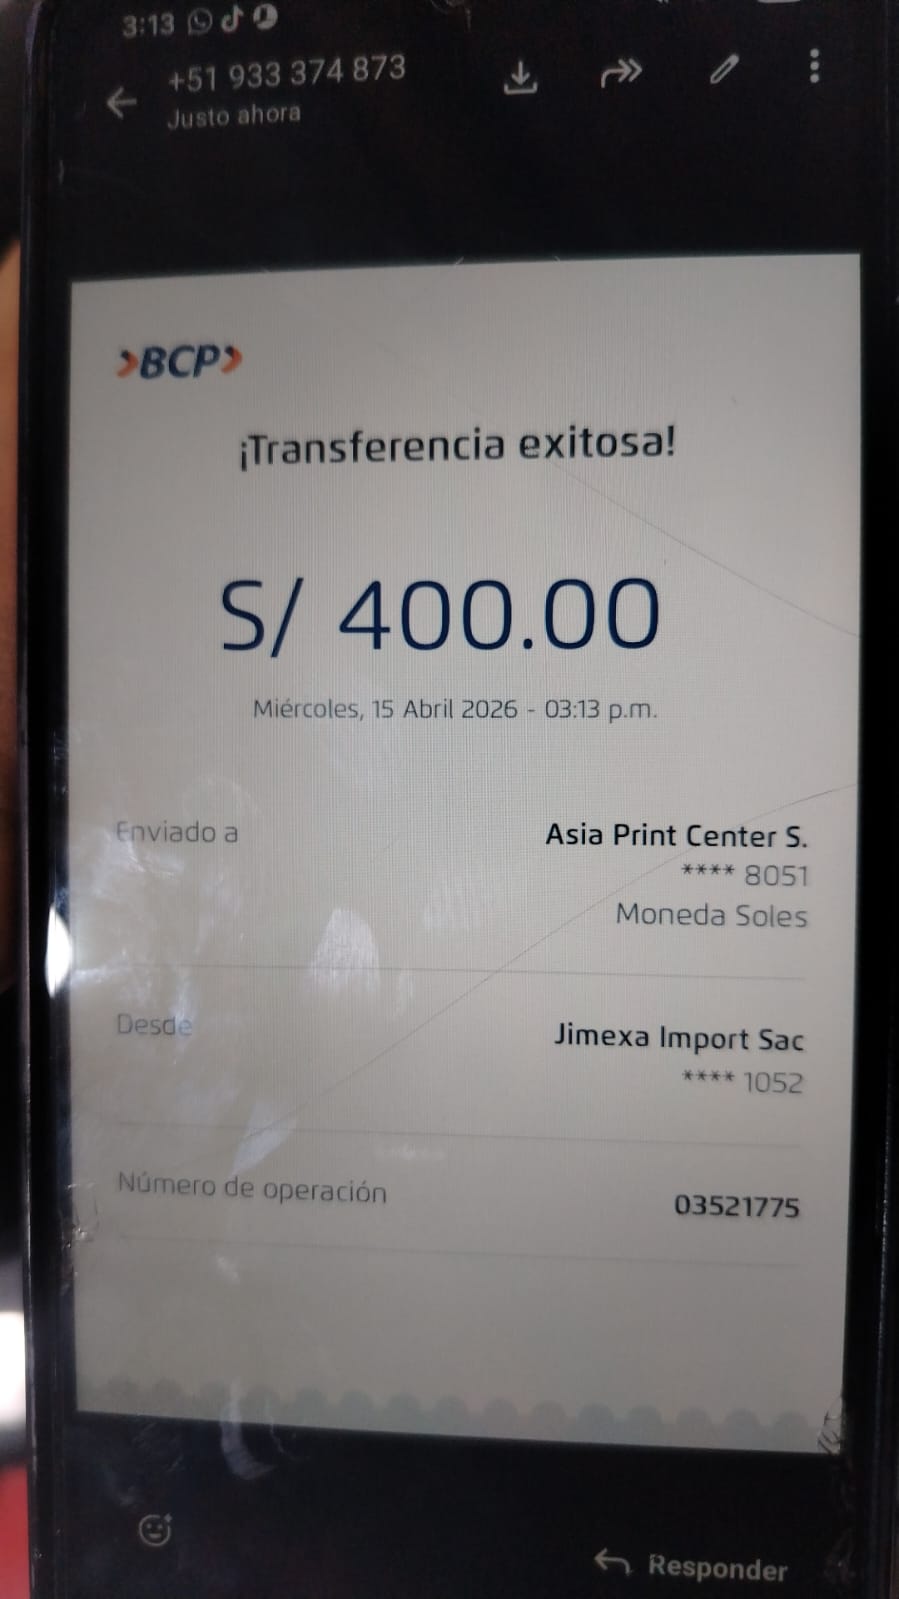 3:13
+51 933 374 873
Justo ahora
BCP
¡Transferencia exitosa!
S/ 400.00
Miércoles, 15 Abril 2026 - 03:13 p.m.
Enviado a
Asia Print Center S.
**** 8051
Moneda Soles
Desde
Jimexa Import Sac
**** 1052
Número de operación
03521775
Responder